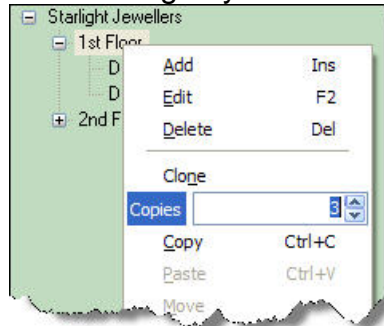 Starlight Jewellers
1st Floor
D
D
2nd F
Add Ins
Edit F2
Delete Del
Clone
Copies 3
Copy Ctrl+C
Paste Ctrl+V
Move